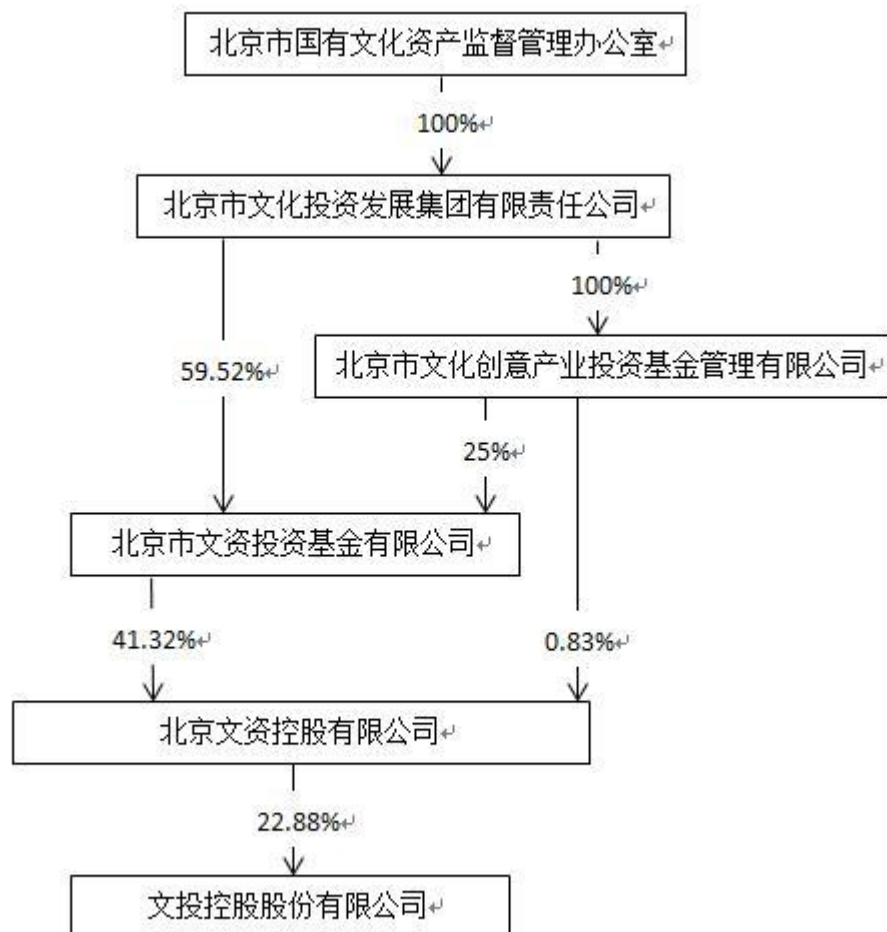 北京市国有文化资产监督管理办公室↵
100%↵
北京市文化投资发展集团有限责任公司↵
100%↵
北京市文化创意产业投资基金管理有限公司↵
59.52%↵
25%↵
北京市文资投资基金有限公司↵
41.32%↵
0.83%↵
北京文资控股有限公司↵
22.88%↵
文投控股股份有限公司↵